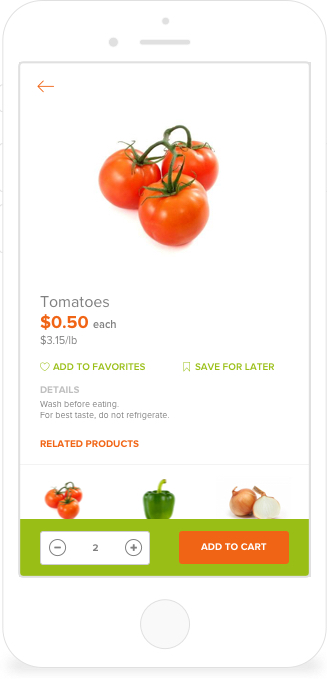 Tomatoes
$0.50 each
$3.15/lb
ADD TO FAVORITES
SAVE FOR LATER
DETAILS
Wash before eating.
For best taste, do not refrigerate.
RELATED PRODUCTS
2
ADD TO CART